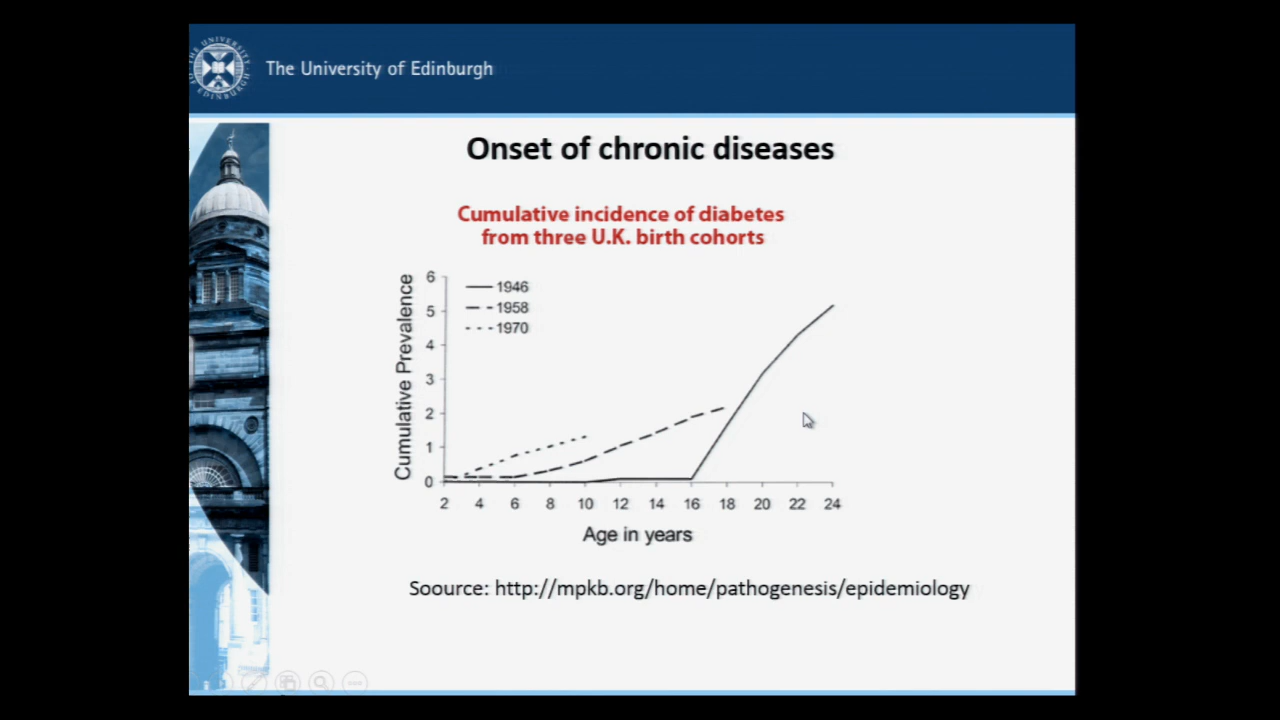 The University of Edinburgh
Onset of chronic diseases
Cumulative incidence of diabetes
from three U.K. birth cohorts
Cumulative Prevalence
6
5
4
3
2
1
0
1946
1958
1970
2 4 6 8 10 12 14 16 18 20 22 24
Age in years
Soource: http://mpkb.org/home/pathogenesis/epidemiology